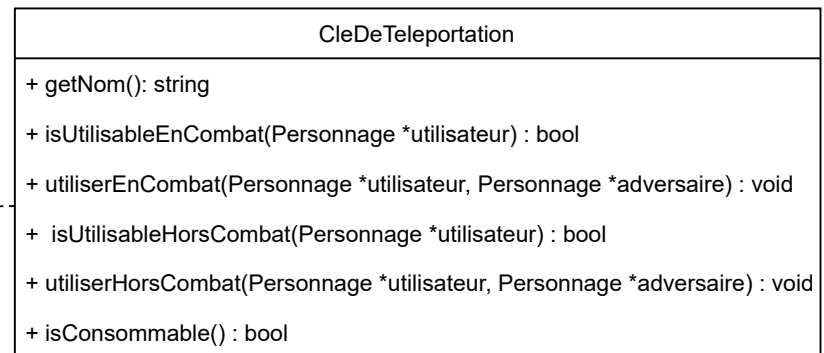 CleDeTeleportation
+ getNom(): string
+ isUtilisableEnCombat(Personnage *utilisateur) : bool
+ utiliserEnCombat(Personnage *utilisateur, Personnage *adversaire) : void
+ isUtilisableHorsCombat(Personnage *utilisateur) : bool
+ utiliserHorsCombat(Personnage *utilisateur, Personnage *adversaire) : void
+ isConsommable() : bool